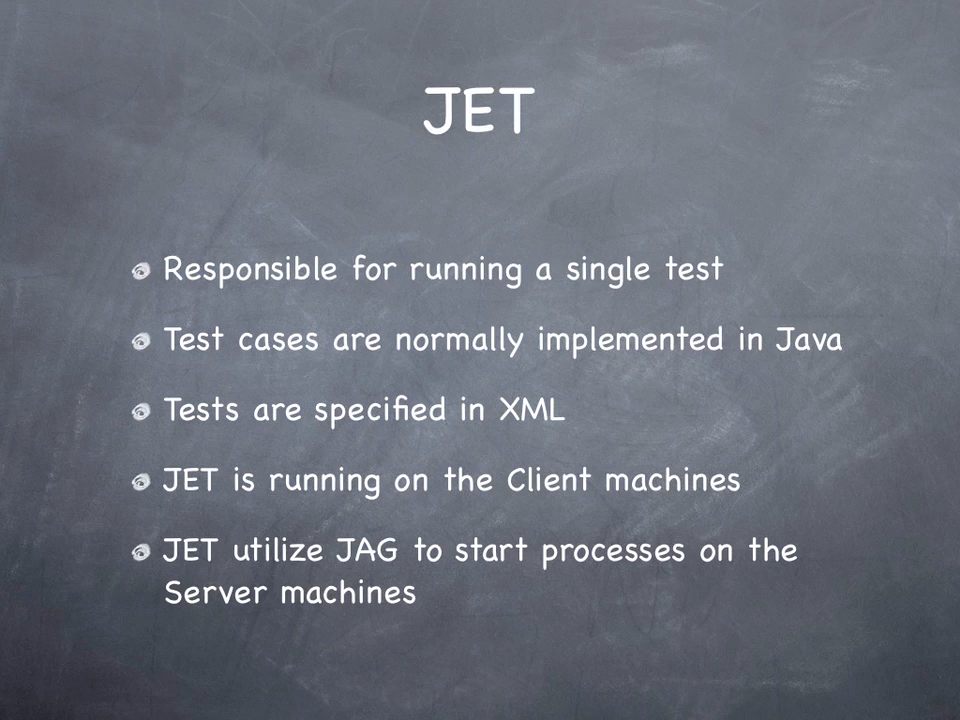 JET
Responsible for running a single test
Test cases are normally implemented in Java
Tests are specified in XML
JET is running on the Client machines
JET utilize JAG to start processes on the
Server machines